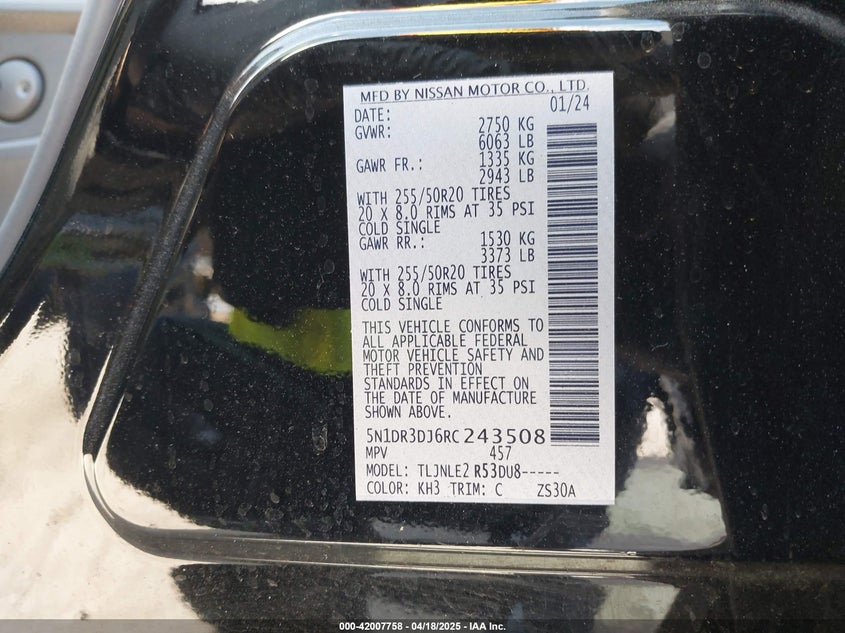 MFD BY NISSAN MOTOR CO., LTD.
DATE: 01/24
GVWR: 2750 KG
6063 LB
GAWR FR.: 1335 KG
2943 LB
WITH 255/50R20 TIRES
20 X 8.0 RIMS AT 35 PSI
COLD SINGLE
GAWR RR.: 1530 KG
3373 LB
WITH 255/50R20 TIRES
20 X 8.0 RIMS AT 35 PSI
COLD SINGLE
THIS VEHICLE CONFORMS TO
ALL APPLICABLE FEDERAL
MOTOR VEHICLE SAFETY AND
THEFT PREVENTION
STANDARDS IN EFFECT ON
THE DATE OF MANUFACTURE
SHOWN ABOVE.
5N1DR3DJ6RC243508
MPV 457
MODEL: TLJNLE2 R53DU8-----
COLOR: KH3 TRIM: C ZS30A
000-42007758 - 04/18/2025 - IAA Inc.